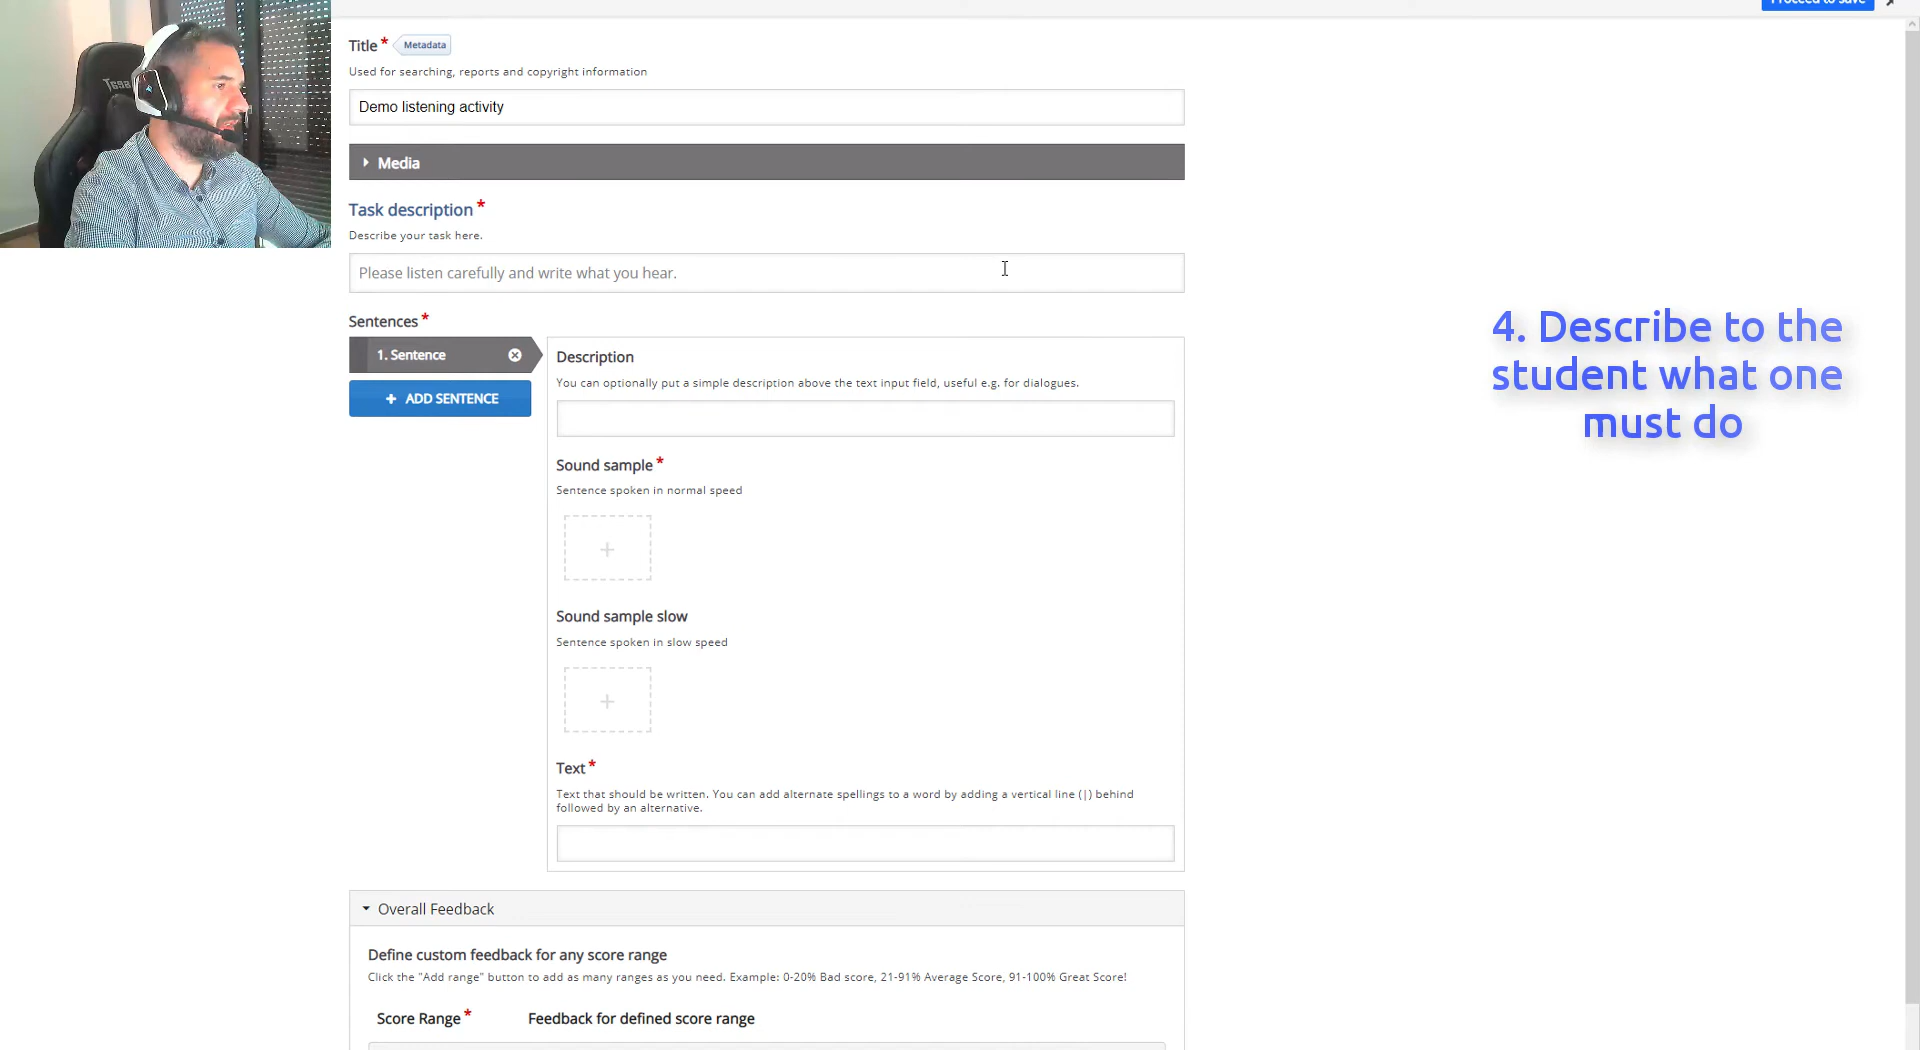 Proceed to save
Title * Metadata
Used for searching, reports and copyright information
Demo listening activity
Media
Task description *
Describe your task here.
Please listen carefully and write what you hear.
Sentences *
1. Sentence
+ ADD SENTENCE
Description
You can optionally put a simple description above the text input field, useful e.g. for dialogues.
Sound sample *
Sentence spoken in normal speed
+
Sound sample slow
Sentence spoken in slow speed
+
Text *
Text that should be written. You can add alternate spellings to a word by adding a vertical line (|) behind
followed by an alternative.
Overall Feedback
Define custom feedback for any score range
Click the "Add range" button to add as many ranges as you need. Example: 0-20% Bad score, 21-91% Average Score, 91-100% Great Score!
Score Range * Feedback for defined score range
4. Describe to the
student what one
must do